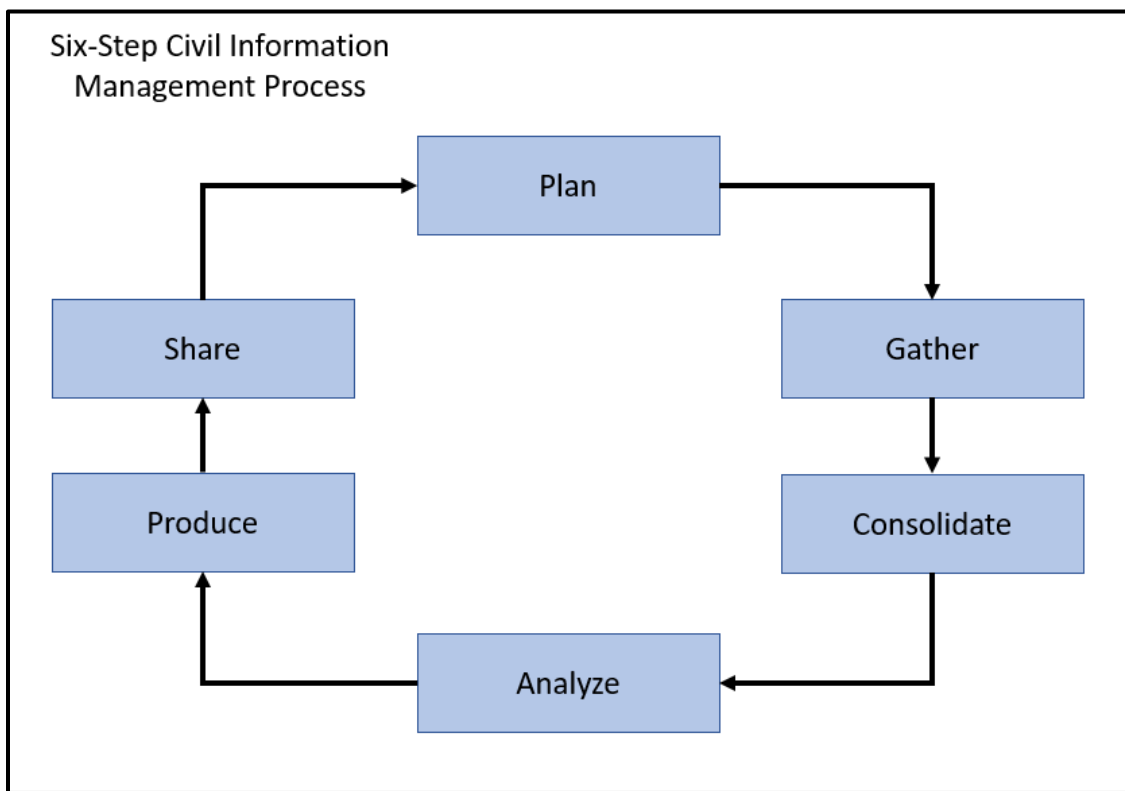 Six-Step Civil Information
Management Process
Plan
Gather
Consolidate
Analyze
Produce
Share